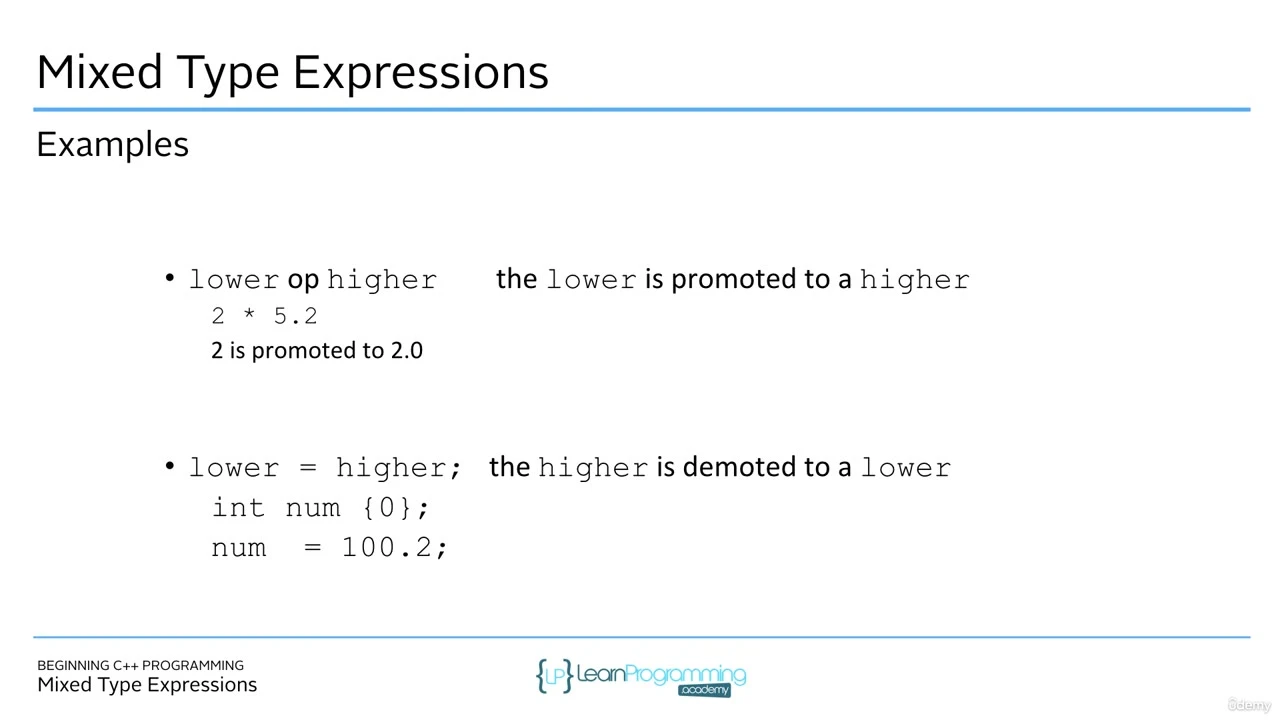 Mixed Type Expressions
Examples
• lower op higher the lower is promoted to a higher
2 * 5.2
2 is promoted to 2.0
• lower = higher; the higher is demoted to a lower
int num {0};
num = 100.2;
BEGINNING C++ PROGRAMMING
Mixed Type Expressions
{LP} LearnProgramming
.academy
ûdemy